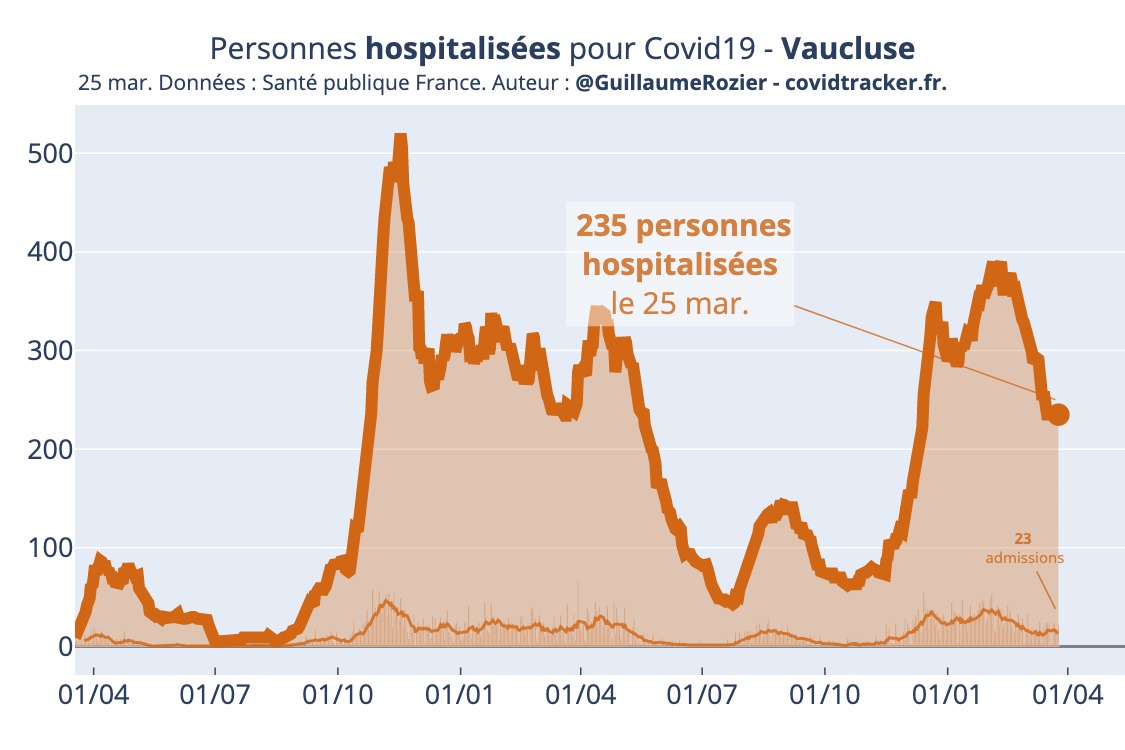 Personnes hospitalisées pour Covid19 - Vaucluse
25 mar. Données : Santé publique France. Auteur : @GuillaumeRozier - covidtracker.fr.
500
400
300
200
100
0
235 personnes
hospitalisées
le 25 mar.
23
admissions
01/04 01/07 01/10 01/01 01/04 01/07 01/10 01/01 01/04